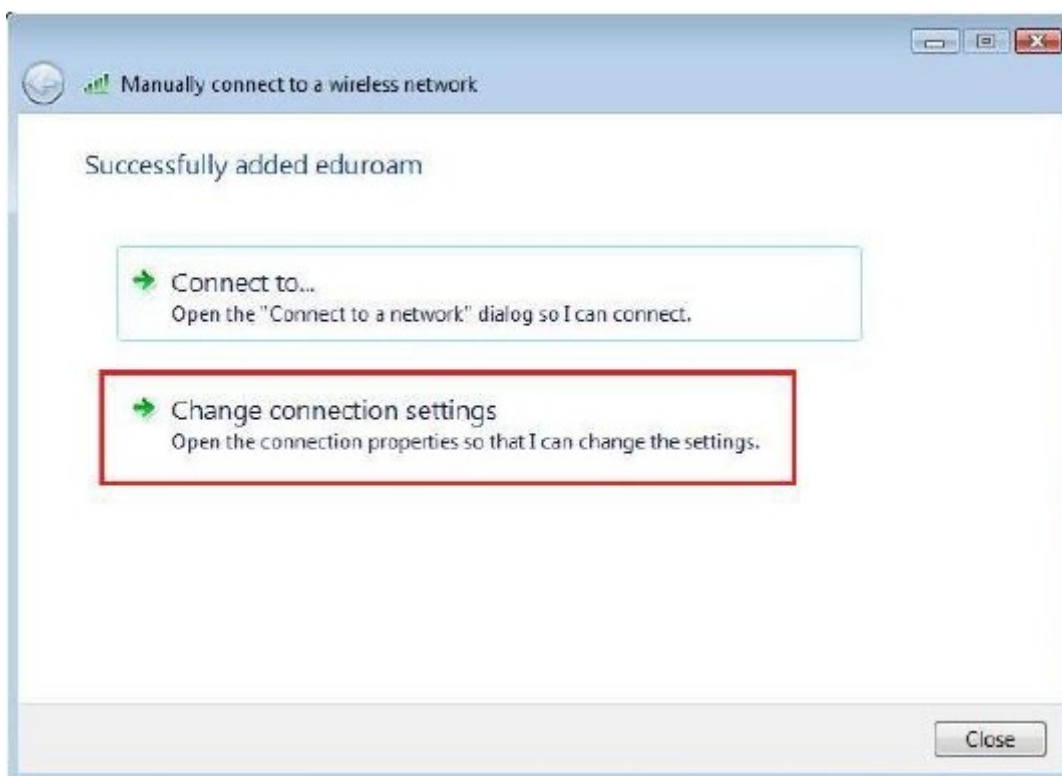 Manually connect to a wireless network
Successfully added eduroam
Connect to...
Open the "Connect to a network" dialog so I can connect.
Change connection settings
Open the connection properties so that I can change the settings.
Close